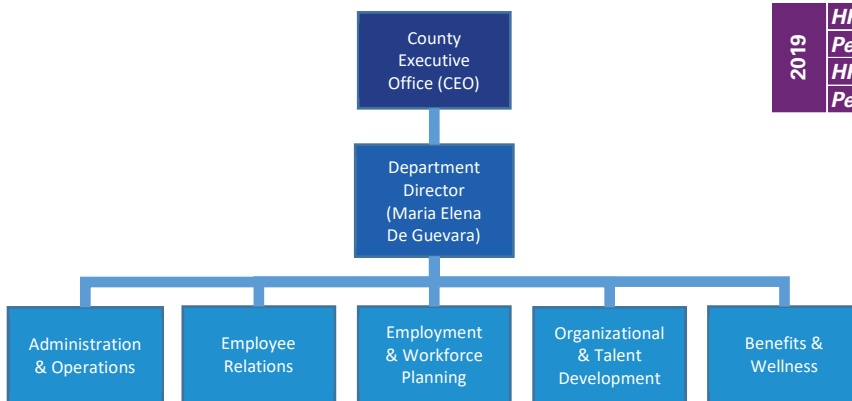 County
Executive
Office (CEO)
2019
Department
Director
(Maria Elena
De Guevara)
Administration
& Operations
Employee
Relations
Employment
& Workforce
Planning
Organizational
& Talent
Development
Benefits &
Wellness